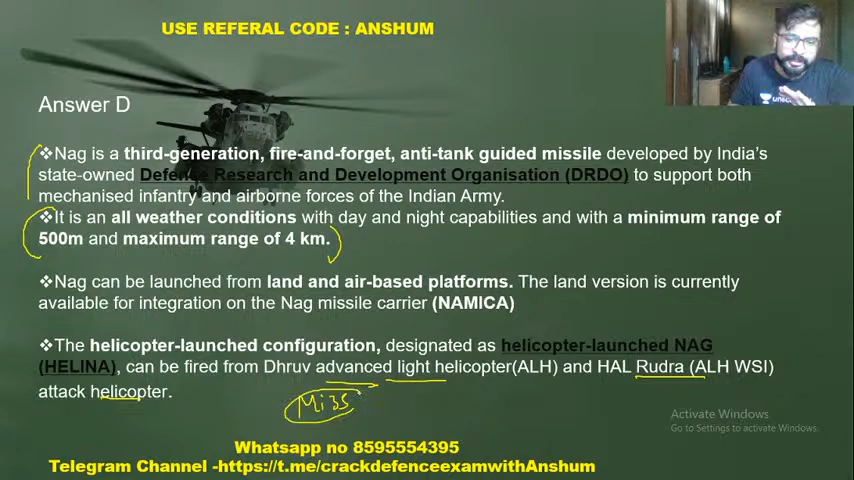 USE REFERAL CODE : ANSHUM
Answer D
❖Nag is a third-generation, fire-and-forget, anti-tank guided missile developed by India's
state-owned Defence Research and Development Organisation (DRDO) to support both
mechanised infantry and airborne forces of the Indian Army.
❖It is an all weather conditions with day and night capabilities and with a minimum range of
500m and maximum range of 4 km.
❖Nag can be launched from land and air-based platforms. The land version is currently
available for integration on the Nag missile carrier (NAMICA)
❖The helicopter-launched configuration, designated as helicopter-launched NAG
(HELINA), can be fired from Dhruv advanced light helicopter(ALH) and HAL Rudra (ALH WSI)
attack helicopter.
Mi35
Activate Windows
Go to Settings to activate Windows.
Whatsapp no 8595554395
Telegram Channel -https://t.me/crackdefenceexamwithAnshum